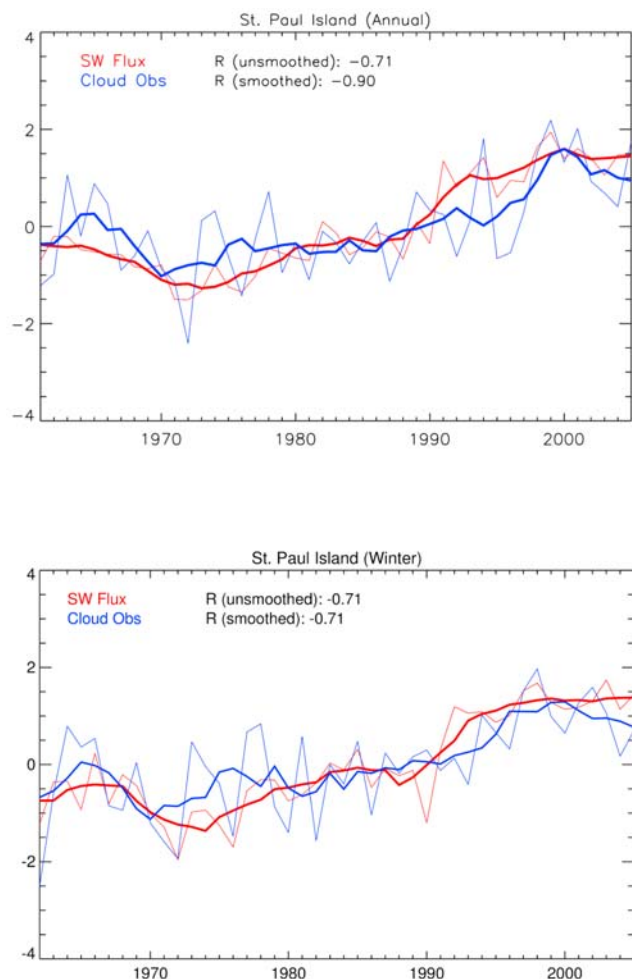 St. Paul Island (Annual)
SW Flux R (unsmoothed): -0.71
Cloud Obs R (smoothed): -0.90
4
2
0
-2
-4
1970 1980 1990 2000
St. Paul Island (Winter)
SW Flux R (unsmoothed): -0.71
Cloud Obs R (smoothed): -0.71
4
2
0
-2
-4
1970 1980 1990 2000